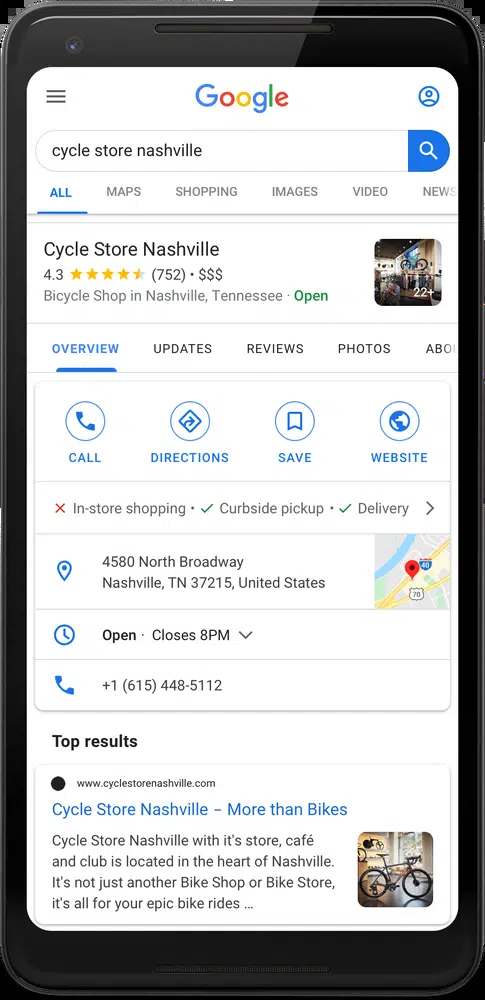 Google
cycle store nashville
ALL MAPS SHOPPING IMAGES VIDEO NEWS
Cycle Store Nashville
4.3 (752) • $$$
Bicycle Shop in Nashville, Tennessee · Open
22+
OVERVIEW UPDATES REVIEWS PHOTOS ABOU
CALL DIRECTIONS SAVE WEBSITE
In-store shopping • Curbside pickup • Delivery
4580 North Broadway
Nashville, TN 37215, United States
40
70
Open · Closes 8PM
+1 (615) 448-5112
Top results
www.cyclestorenashville.com
Cycle Store Nashville – More than Bikes
Cycle Store Nashville with it's store, café
and club is located in the heart of Nashville.
It's not just another Bike Shop or Bike Store,
it's all for your epic bike rides ...